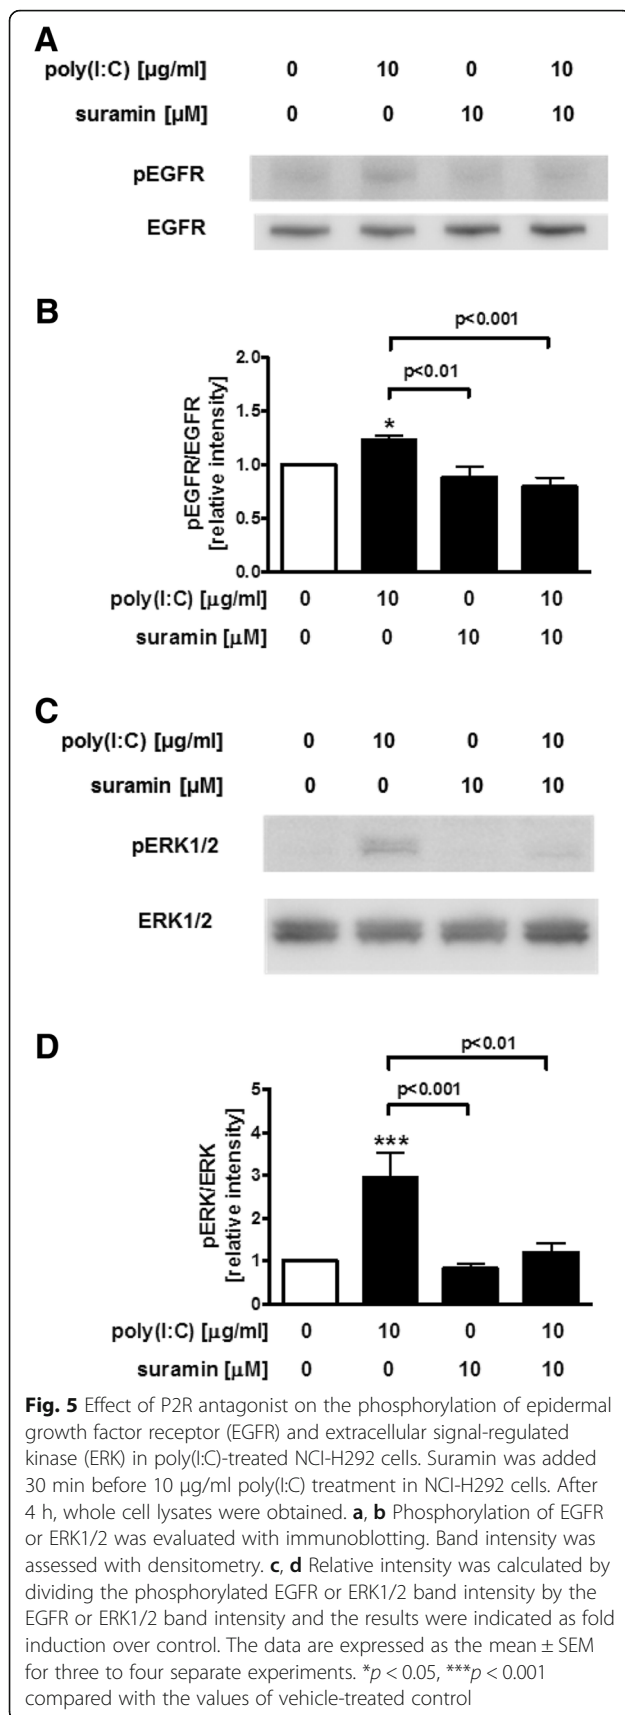 A
poly(I:C) [µg/ml] 0 10 0 10
suramin [µM] 0 0 10 10
pEGFR
EGFR
B
p<0.001
p<0.01
2.0
1.5
1.0
0.5
0.0
*
pEGFR/EGFR
[relative intensity]
poly(I:C) [µg/ml] 0 10 0 10
suramin [µM] 0 0 10 10
C
poly(I:C) [µg/ml] 0 10 0 10
suramin [µM] 0 0 10 10
pERK1/2
ERK1/2
D
p<0.01
p<0.001
5
4
3
2
1
0
***
pERK/ERK
[relative intensity]
poly(I:C) [µg/ml] 0 10 0 10
suramin [µM] 0 0 10 10
Fig. 5 Effect of P2R antagonist on the phosphorylation of epidermal
growth factor receptor (EGFR) and extracellular signal-regulated
kinase (ERK) in poly(I:C)-treated NCI-H292 cells. Suramin was added
30 min before 10 µg/ml poly(I:C) treatment in NCI-H292 cells. After
4 h, whole cell lysates were obtained. a, b Phosphorylation of EGFR
or ERK1/2 was evaluated with immunoblotting. Band intensity was
assessed with densitometry. c, d Relative intensity was calculated by
dividing the phosphorylated EGFR or ERK1/2 band intensity by the
EGFR or ERK1/2 band intensity and the results were indicated as fold
induction over control. The data are expressed as the mean ± SEM
for three to four separate experiments. *p < 0.05, ***p < 0.001
compared with the values of vehicle-treated control